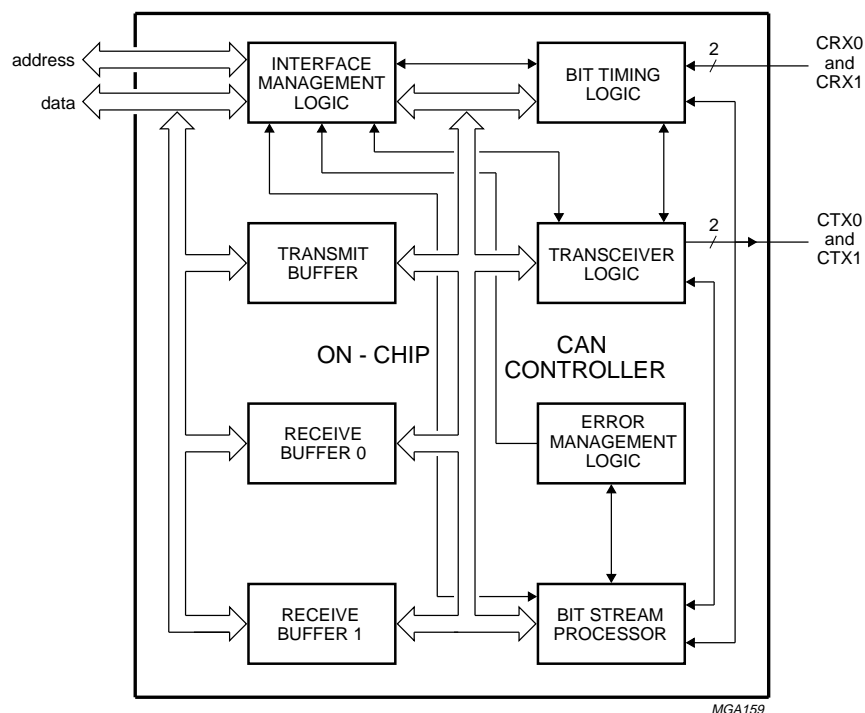 address
data
INTERFACE
MANAGEMENT
LOGIC
BIT TIMING
LOGIC
2
CRX0
and
CRX1
TRANSMIT
BUFFER
TRANSCEIVER
LOGIC
2
CTX0
and
CTX1
ON - CHIP
CAN
CONTROLLER
RECEIVE
BUFFER 0
ERROR
MANAGEMENT
LOGIC
RECEIVE
BUFFER 1
BIT STREAM
PROCESSOR
MGA159